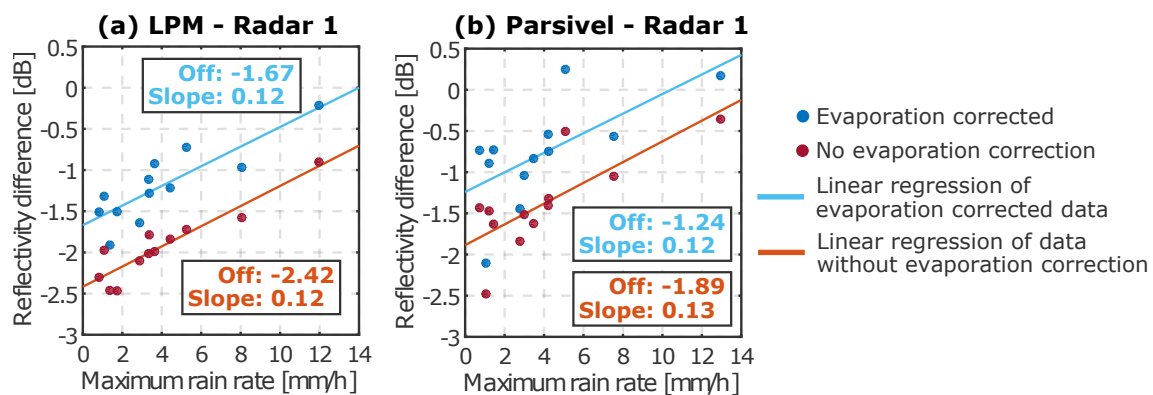 (a) LPM - Radar 1
Reflectivity difference [dB]
0.5
0
-0.5
-1
-1.5
-2
-2.5
-3
Off: -1.67
Slope: 0.12
Off: -2.42
Slope: 0.12
0 2 4 6 8 10 12 14
Maximum rain rate [mm/h]
(b) Parsivel - Radar 1
Reflectivity difference [dB]
0.5
0
-0.5
-1
-1.5
-2
-2.5
-3
Off: -1.24
Slope: 0.12
Off: -1.89
Slope: 0.13
0 2 4 6 8 10 12 14
Maximum rain rate [mm/h]
Evaporation corrected
No evaporation correction
Linear regression of
evaporation corrected data
Linear regression of data
without evaporation correction